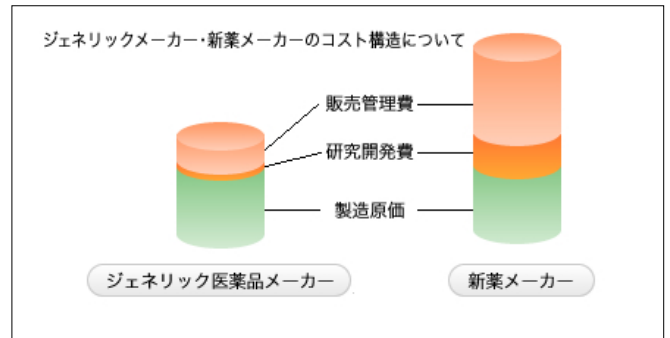 ジェネリックメーカー・新薬メーカーのコスト構造について
販売管理費
研究開発費
製造原価
ジェネリック医薬品メーカー
新薬メーカー